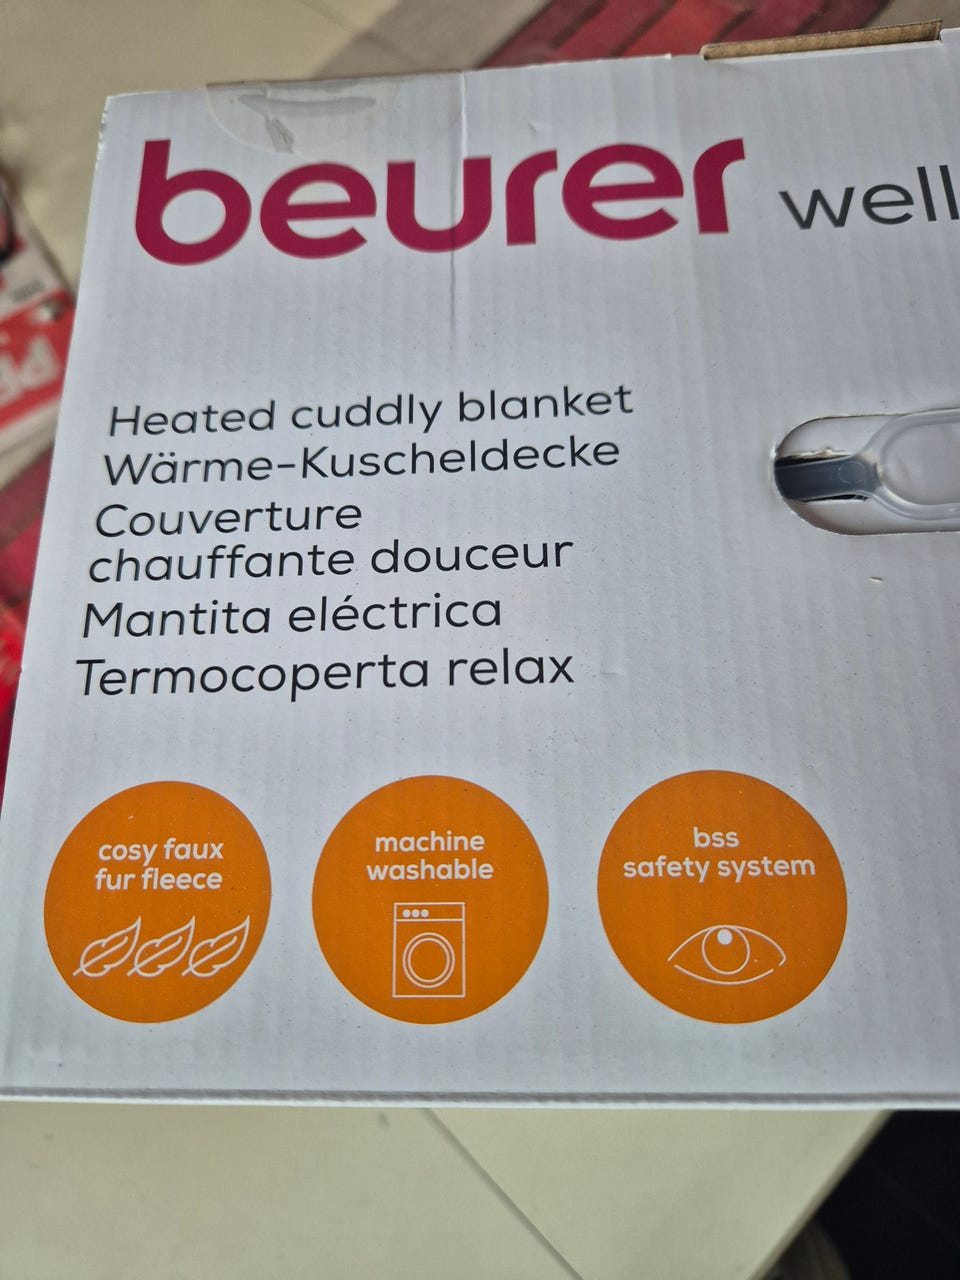 beurer well
Heated cuddly blanket
Wärme-Kuscheldecke
Couverture
chauffante douceur
Mantita eléctrica
Termocoperta relax
cosy faux
fur fleece
machine
washable
bss
safety system